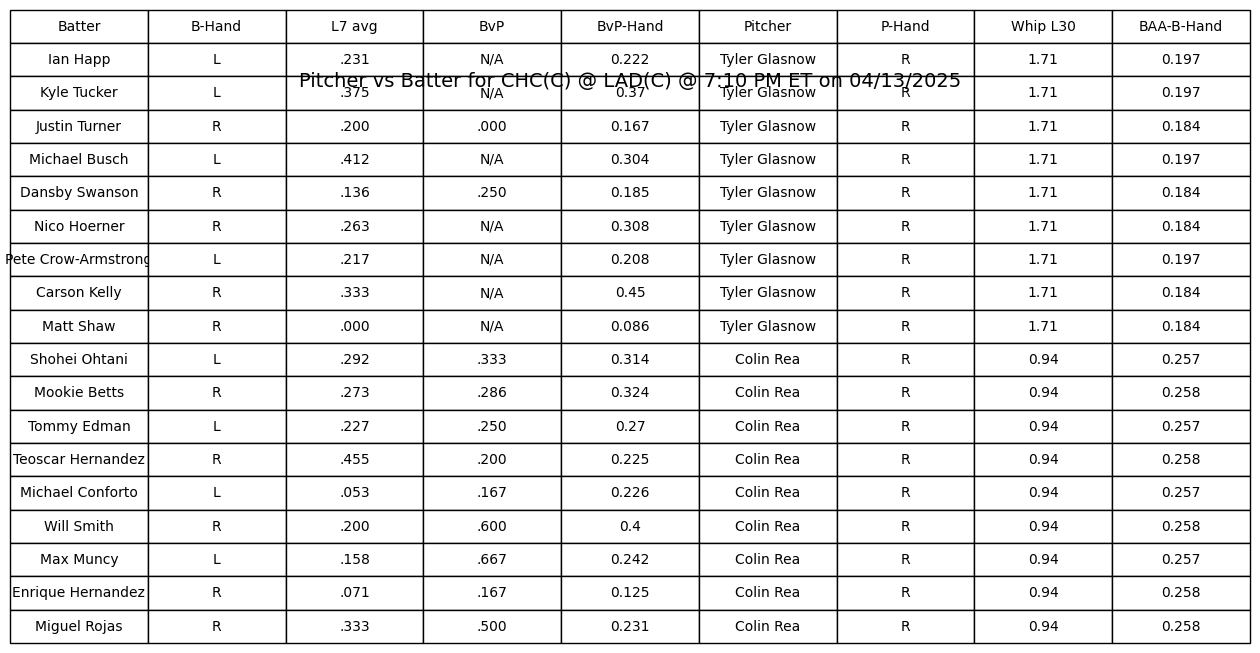 Batter B-Hand L7 avg BvP BvP-Hand Pitcher P-Hand Whip L30 BAA-B-Hand
Ian Happ L .231 N/A 0.222 Tyler Glasnow R 1.71 0.197
Pitcher vs Batter for CHC(C) @ LAD(C) @ 7:10 PM ET on 04/13/2025
Kyle Tucker L .375 N/A 0.37 Tyler Glasnow R 1.71 0.197
Justin Turner R .200 .000 0.167 Tyler Glasnow R 1.71 0.184
Michael Busch L .412 N/A 0.304 Tyler Glasnow R 1.71 0.197
Dansby Swanson R .136 .250 0.185 Tyler Glasnow R 1.71 0.184
Nico Hoerner R .263 N/A 0.308 Tyler Glasnow R 1.71 0.184
Pete Crow-Armstrong L .217 N/A 0.208 Tyler Glasnow R 1.71 0.197
Carson Kelly R .333 N/A 0.45 Tyler Glasnow R 1.71 0.184
Matt Shaw R .000 N/A 0.086 Tyler Glasnow R 1.71 0.184
Shohei Ohtani L .292 .333 0.314 Colin Rea R 0.94 0.257
Mookie Betts R .273 .286 0.324 Colin Rea R 0.94 0.258
Tommy Edman L .227 .250 0.27 Colin Rea R 0.94 0.257
Teoscar Hernandez R .455 .200 0.225 Colin Rea R 0.94 0.258
Michael Conforto L .053 .167 0.226 Colin Rea R 0.94 0.257
Will Smith R .200 .600 0.4 Colin Rea R 0.94 0.258
Max Muncy L .158 .667 0.242 Colin Rea R 0.94 0.257
Enrique Hernandez R .071 .167 0.125 Colin Rea R 0.94 0.258
Miguel Rojas R .333 .500 0.231 Colin Rea R 0.94 0.258